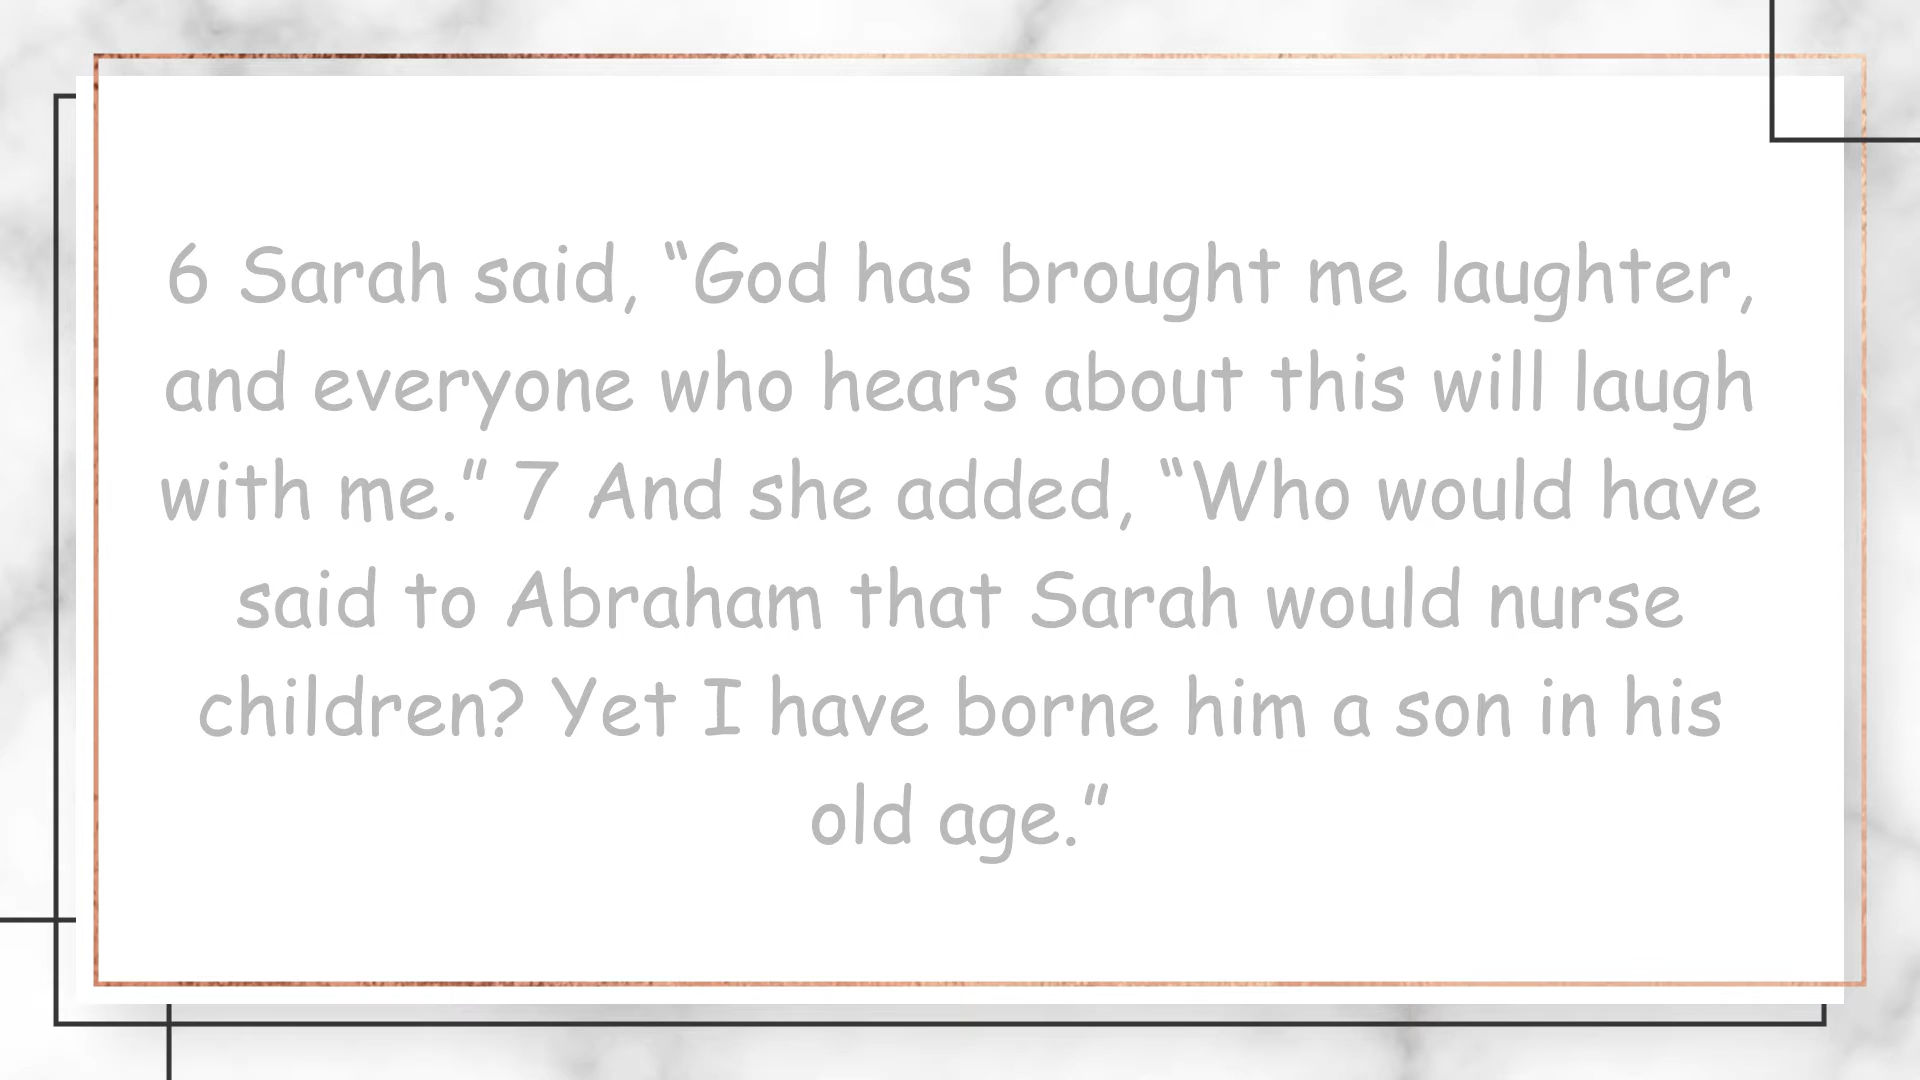 6 Sarah said, “God has brought me laughter,
and everyone who hears about this will laugh
with me.” 7 And she added, “Who would have
said to Abraham that Sarah would nurse
children? Yet I have borne him a son in his
old age.”